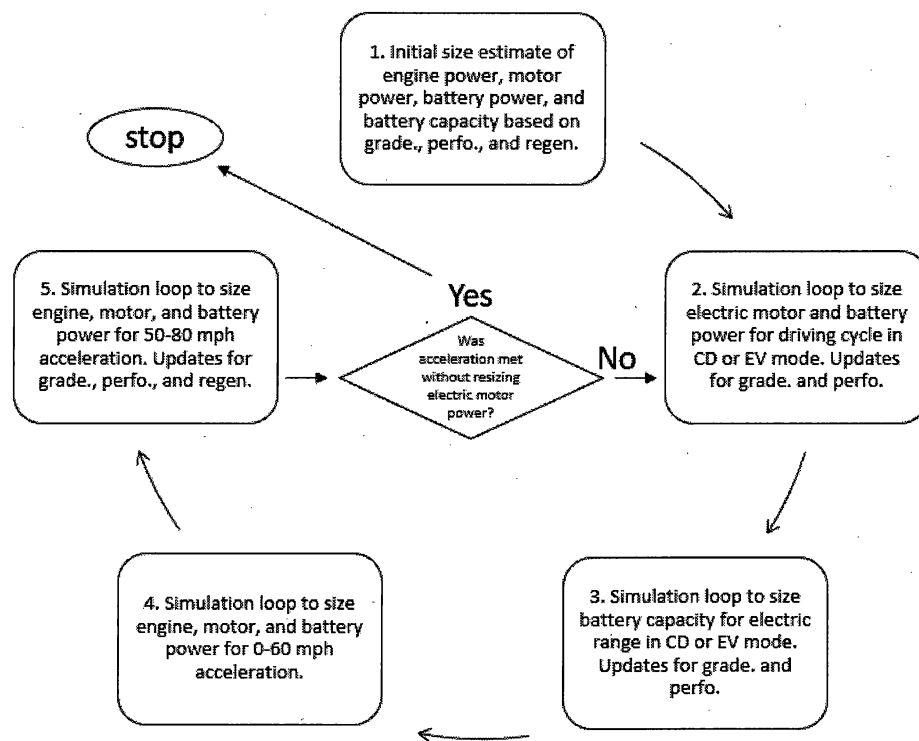 1. Initial size estimate of
engine power, motor
power, battery power, and
battery capacity based on
grade., perfo., and regen.
stop
5. Simulation loop to size
engine, motor, and battery
power for 50-80 mph
acceleration. Updates for
grade., perfo., and regen.
Yes
Was
acceleration met
without resizing
electric motor
power?
No
2. Simulation loop to size
electric motor and battery
power for driving cycle in
CD or EV mode. Updates
for grade. and perfo.
4. Simulation loop to size
engine, motor, and battery
power for 0-60 mph
acceleration.
3. Simulation loop to size
battery capacity for electric
range in CD or EV mode.
Updates for grade. and
perfo.